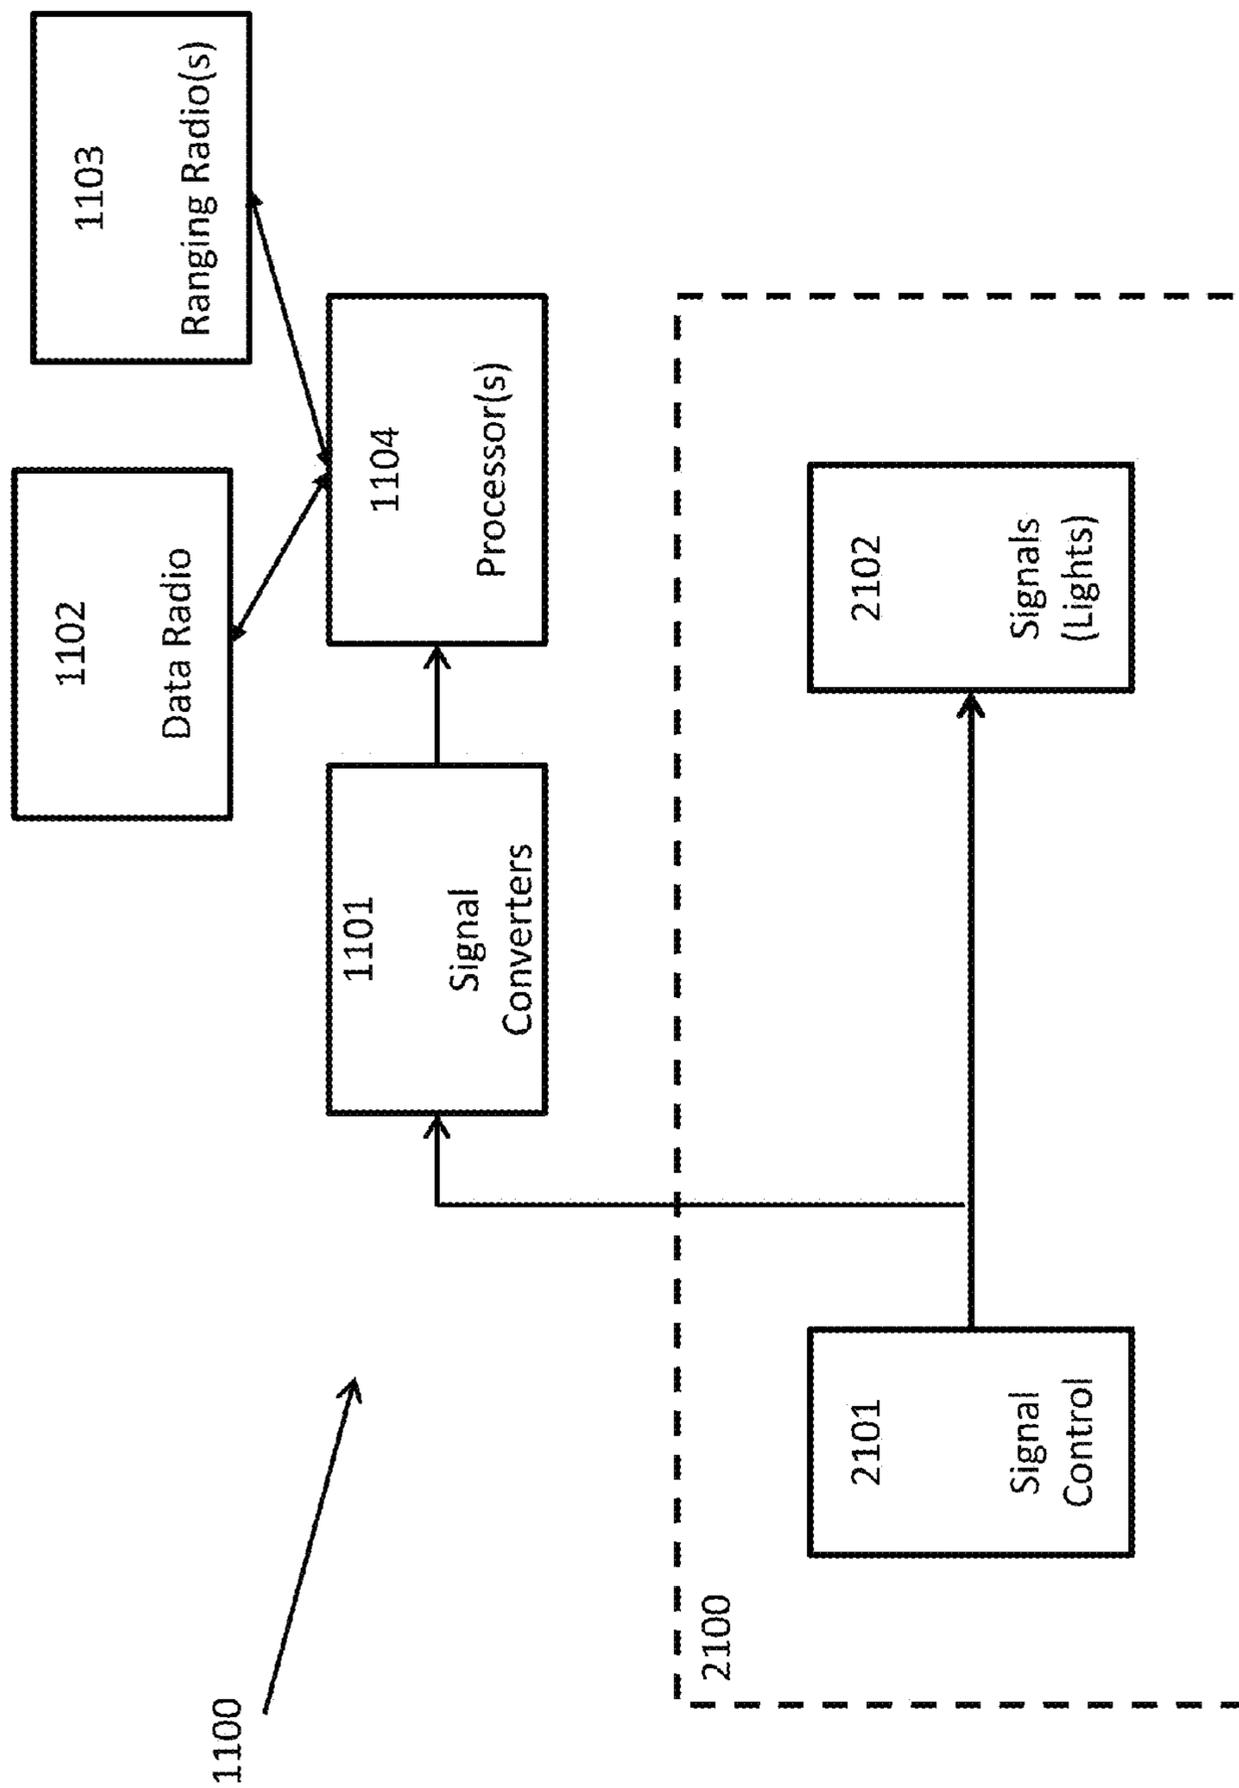 1102
Data Radio
1103
Ranging Radio(s)
1101
Signal
Converters
1104
Processor(s)
1100
2100
2101
Signal
Control
2102
Signals
(Lights)